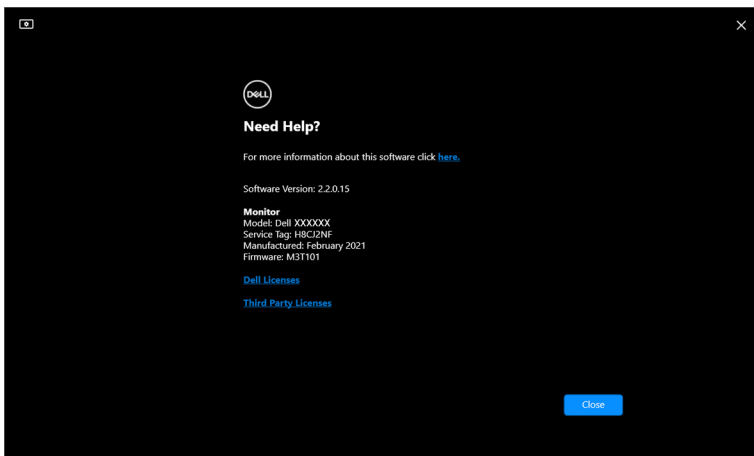 DELL
Need Help?
For more information about this software click here.
Software Version: 2.2.0.15
Monitor
Model: Dell XXXXXX
Service Tag: H8CJ2NF
Manufactured: February 2021
Firmware: M3T101
Dell Licenses
Third Party Licenses
Close